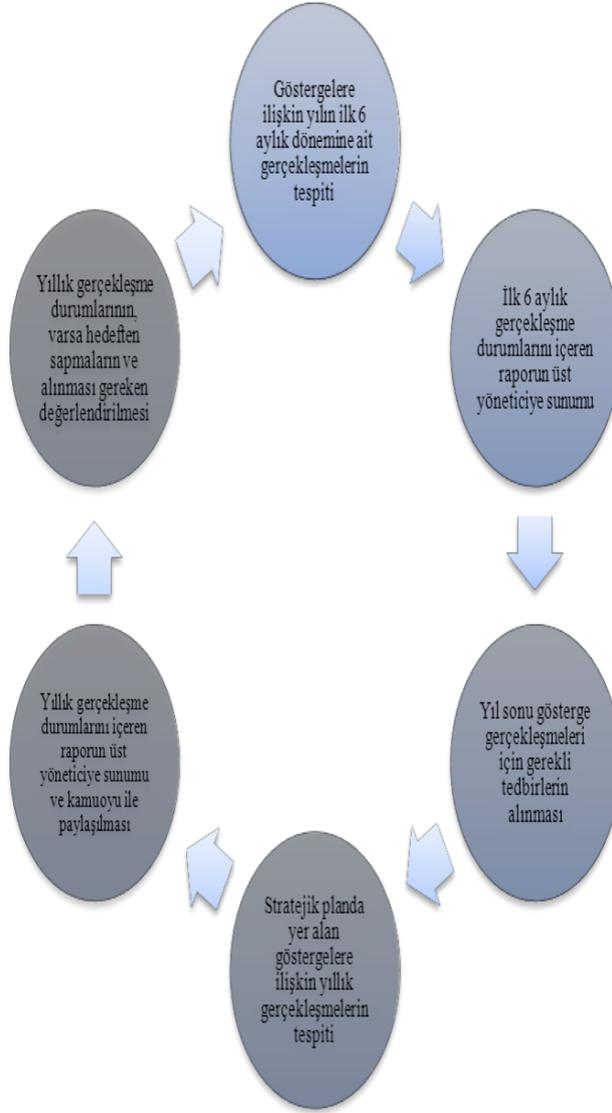 Göstergelere
ilişkin yılın ilk 6
aylık dönemine ait
gerçekleşmelerin
tespiti
İlk 6 aylık
gerçekleşme
durumlarını içeren
raporun üst
yöneticiye sunumu
Yıl sonu gösterge
gerçekleşmeleri
için gerekli
tedbirlerin
alınması
Stratejik planda
yer alan
göstergelere
ilişkin yıllık
gerçekleşmelerin
tespiti
Yıllık gerçekleşme
durumlarını içeren
raporun üst
yöneticiye sunumu
ve kamuoyu ile
paylaşılması
Yıllık gerçekleşme
durumlarının,
varsa hedeften
sapmaların ve
alınması gereken
değerlendirilmesi